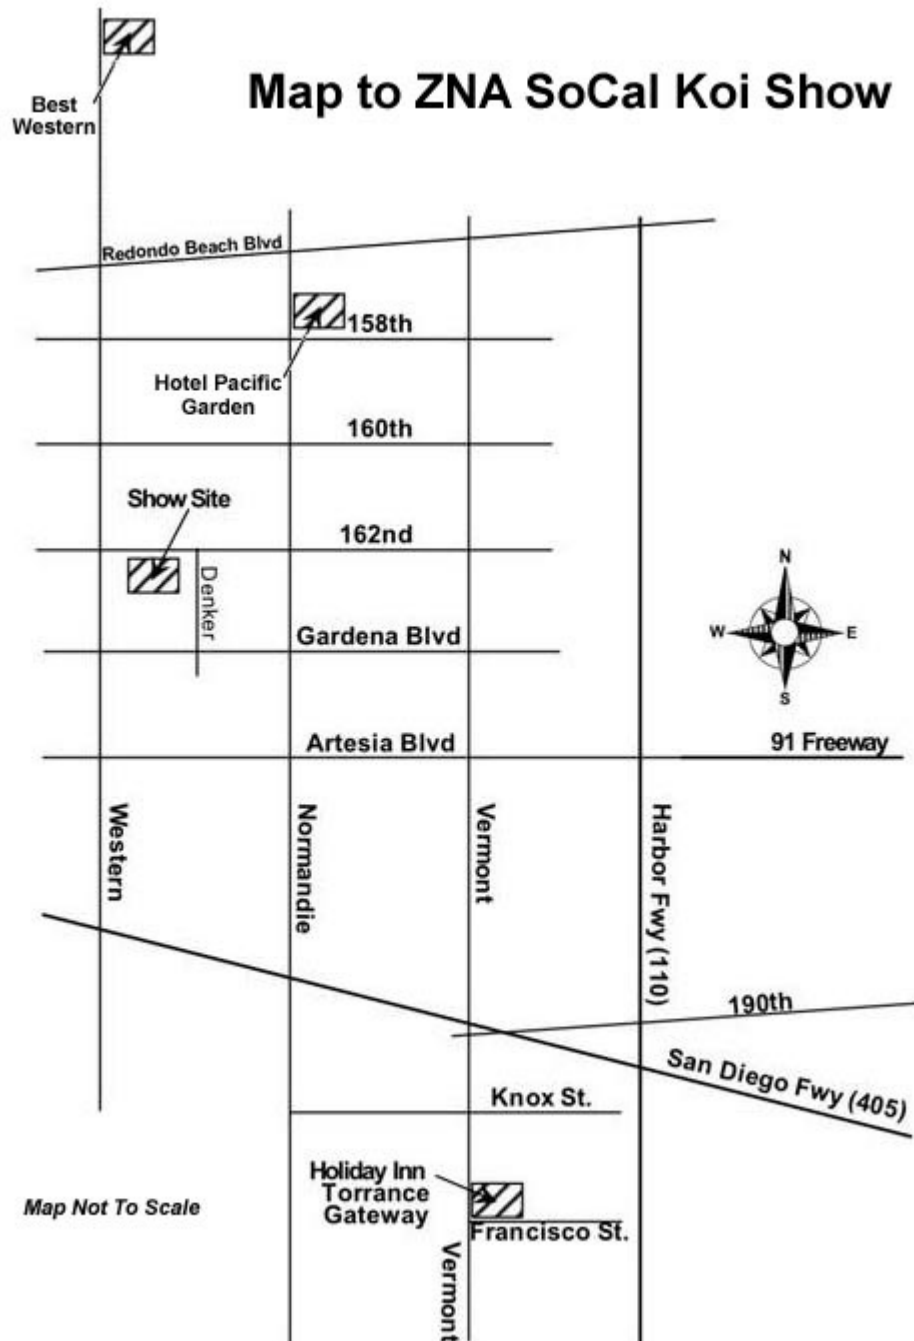 Map to ZNA SoCal Koi Show
Best
Western
Redondo Beach Blvd
158th
Hotel Pacific
Garden
160th
Show Site
162nd
Denker
Gardena Blvd
N
W
E
S
Artesia Blvd
91 Freeway
Western
Normandie
Vermont
Harbor Fwy (110)
190th
San Diego Fwy (405)
Knox St.
Holiday Inn
Torrance
Gateway
Map Not To Scale
Francisco St.
Vermont